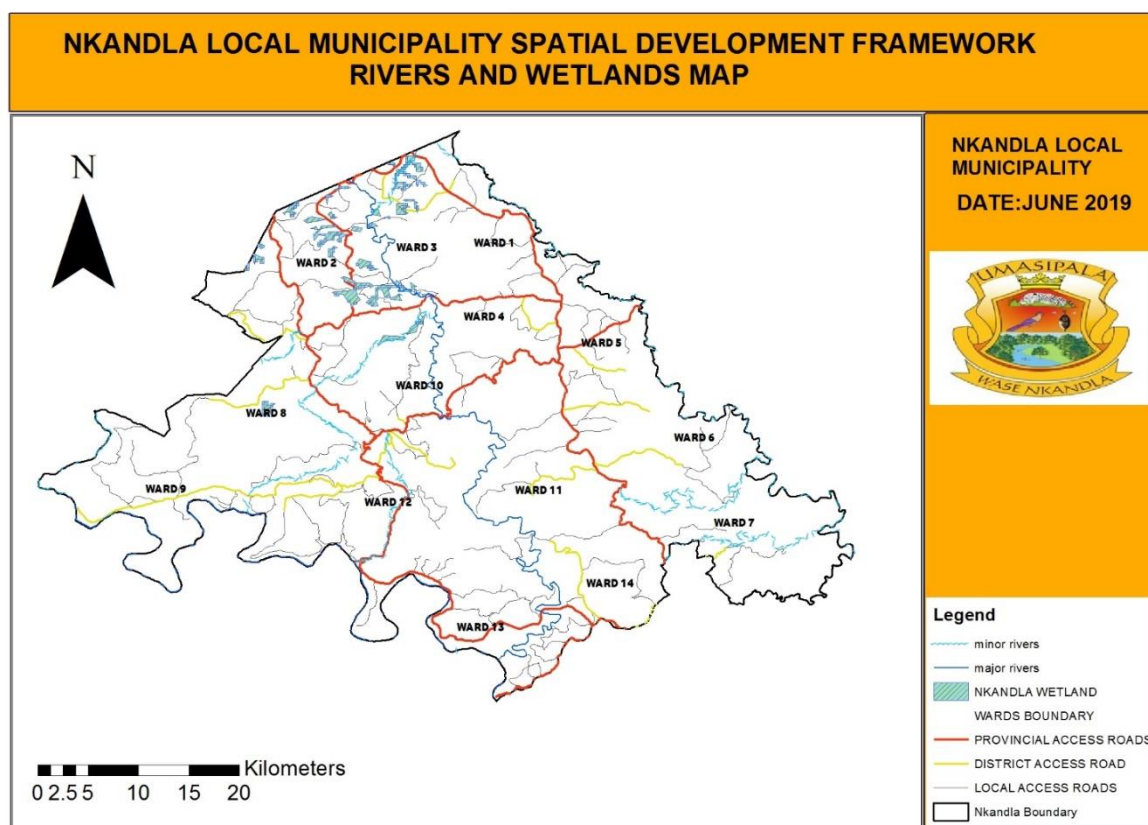 NKANDLA LOCAL MUNICIPALITY SPATIAL DEVELOPMENT FRAMEWORK
RIVERS AND WETLANDS MAP
N
WARD 1
WARD 3
WARD 2
WARD 4
WARD 5
WARD 10
WARD 8
WARD 6
WARD 9
WARD 11
WARD 12
WARD 7
WARD 14
WARD 13
Kilometers
0 2.5 5 10 15 20
NKANDLA LOCAL
MUNICIPALITY
DATE:JUNE 2019
UMASIPALA
WASE NKANDLA
Legend
minor rivers
major rivers
NKANDLA WETLAND
WARDS BOUNDARY
PROVINCIAL ACCESS ROADS
DISTRICT ACCESS ROAD
LOCAL ACCESS ROADS
Nkandla Boundary